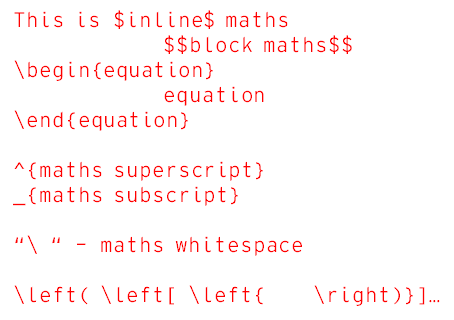 This is $inline$ maths
$$block maths$$
\begin{equation}
equation
\end{equation}
^{maths superscript}
_{maths subscript}
“\ “ – maths whitespace
\left( \left[ \left{ \right)}]…